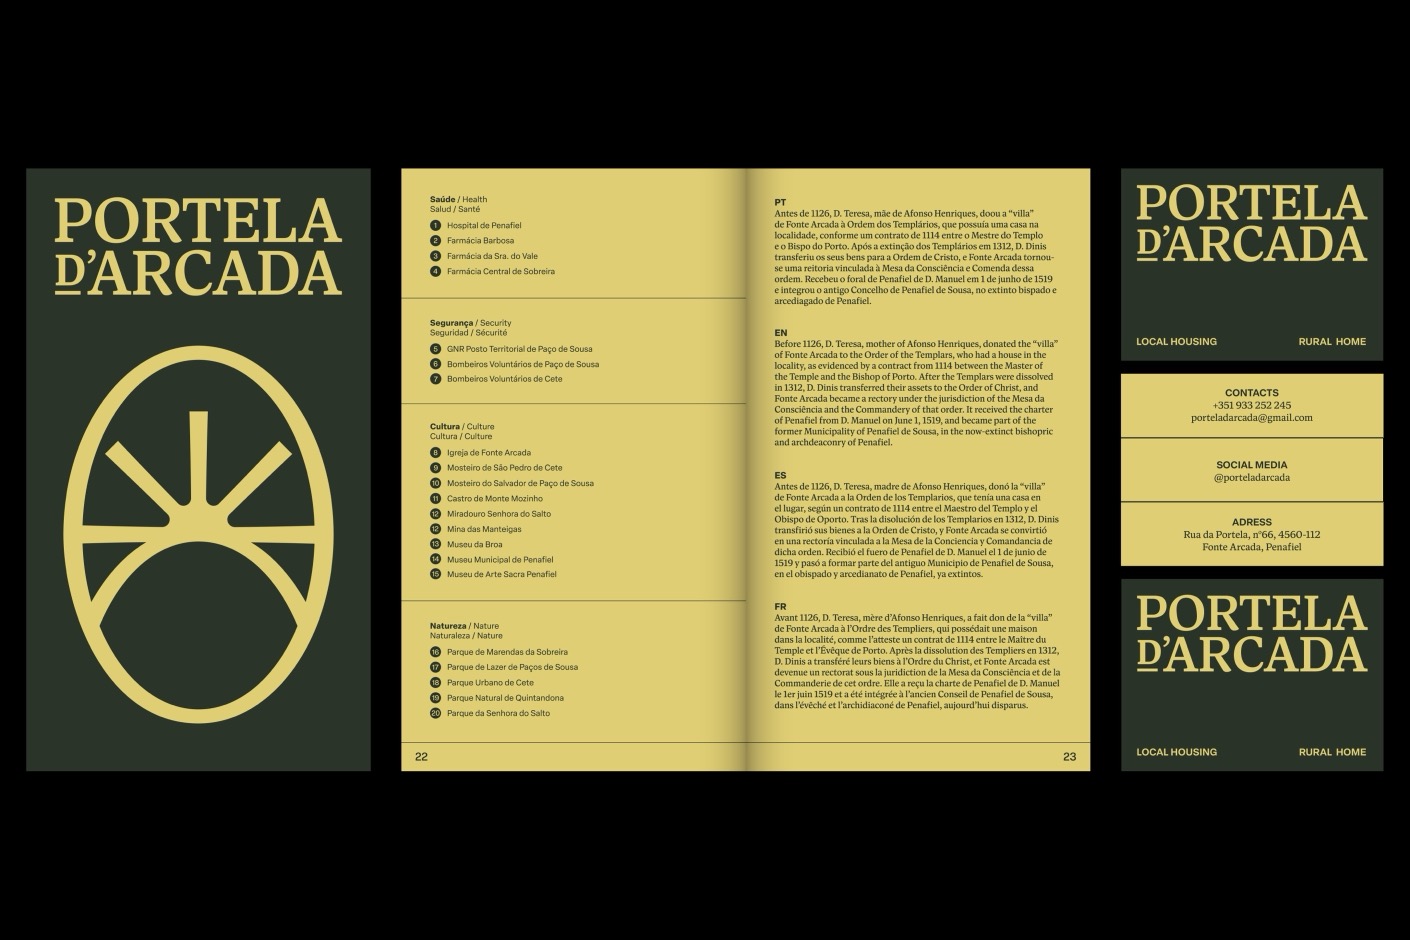 PORTELA
D’ARCADA
Saúde / Health
Salud / Santé
1 Hospital de Penafiel
2 Farmácia Barbosa
3 Farmácia da Sra. do Vale
4 Farmácia Central de Sobreira
Segurança / Security
Seguridad / Sécurité
5 GNR Posto Territorial de Paço de Sousa
6 Bombeiros Voluntários de Paço de Sousa
7 Bombeiros Voluntários de Cete
Cultura / Culture
Cultura / Culture
8 Igreja de Fonte Arcada
9 Mosteiro de São Pedro de Cete
10 Mosteiro do Salvador de Paço de Sousa
11 Castro de Monte Mozinho
12 Miradouro Senhora do Salto
12 Mina das Manteigas
13 Museu da Broa
14 Museu Municipal de Penafiel
15 Museu de Arte Sacra Penafiel
Natureza / Nature
Naturaleza / Nature
16 Parque de Marendas da Sobreira
17 Parque de Lazer de Paços de Sousa
18 Parque Urbano de Cete
19 Parque Natural de Quintandona
20 Parque da Senhora do Salto
22
PT
Antes de 1126, D. Teresa, mãe de Afonso Henriques, doou a “villa”
de Fonte Arcada à Ordem dos Templários, que possuía uma casa na
localidade, conforme um contrato de 1114 entre o Mestre do Templo
e o Bispo do Porto. Após a extinção dos Templários em 1312, D. Dinis
transferiu os seus bens para a Ordem de Cristo, e Fonte Arcada tornou-
se uma reitoria vinculada à Mesa da Consciência e Comenda dessa
ordem. Recebeu o foral de Penafiel de D. Manuel em 1 de junho de 1519
e integrou o antigo Concelho de Penafiel de Sousa, no extinto bispado e
arcediagado de Penafiel.
EN
Before 1126, D. Teresa, mother of Afonso Henriques, donated the “villa”
of Fonte Arcada to the Order of the Templars, who had a house in the
locality, as evidenced by a contract from 1114 between the Master of
the Temple and the Bishop of Porto. After the Templars were dissolved
in 1312, D. Dinis transferred their assets to the Order of Christ, and
Fonte Arcada became a rectory under the jurisdiction of the Mesa da
Consciência and the Commandery of that order. It received the charter
of Penafiel from D. Manuel on June 1, 1519, and became part of the
former Municipality of Penafiel de Sousa, in the now-extinct bishopric
and archdeaconry of Penafiel.
ES
Antes de 1126, D. Teresa, madre de Afonso Henriques, donó la “villa”
de Fonte Arcada a la Orden de los Templarios, que tenía una casa en
el lugar, según un contrato de 1114 entre el Maestro del Templo y el
Obispo de Oporto. Tras la disolución de los Templarios en 1312, D. Dinis
transfirió sus bienes a la Orden de Cristo, y Fonte Arcada se convirtió
en una rectoría vinculada a la Mesa de la Conciencia y Comandancia de
dicha orden. Recibió el fuero de Penafiel de D. Manuel el 1 de junio de
1519 y pasó a formar parte del antiguo Municipio de Penafiel de Sousa,
en el obispado y arcedianato de Penafiel, ya extintos.
FR
Avant 1126, D. Teresa, mère d’Afonso Henriques, a fait don de la “villa”
de Fonte Arcada à l’Ordre des Templiers, qui possédait une maison
dans la localité, comme l’atteste un contrat de 1114 entre le Maître du
Temple et l’Évêque de Porto. Après la dissolution des Templiers en 1312,
D. Dinis a transféré leurs biens à l’Ordre du Christ, et Fonte Arcada est
devenue un rectorat sous la juridiction de la Mesa da Consciência et de la
Commanderie de cet ordre. Elle a reçu la charte de Penafiel de D. Manuel
le 1er juin 1519 et a été intégrée à l’ancien Conseil de Penafiel de Sousa,
dans l’évêché et l’archidiaconé de Penafiel, aujourd’hui disparus.
23
PORTELA
D’ARCADA
LOCAL HOUSING RURAL HOME
CONTACTS
+351 933 252 245
porteladarcada@gmail.com
SOCIAL MEDIA
@porteladarcada
ADRESS
Rua da Portela, nº66, 4560-112
Fonte Arcada, Penafiel
PORTELA
D’ARCADA
LOCAL HOUSING RURAL HOME